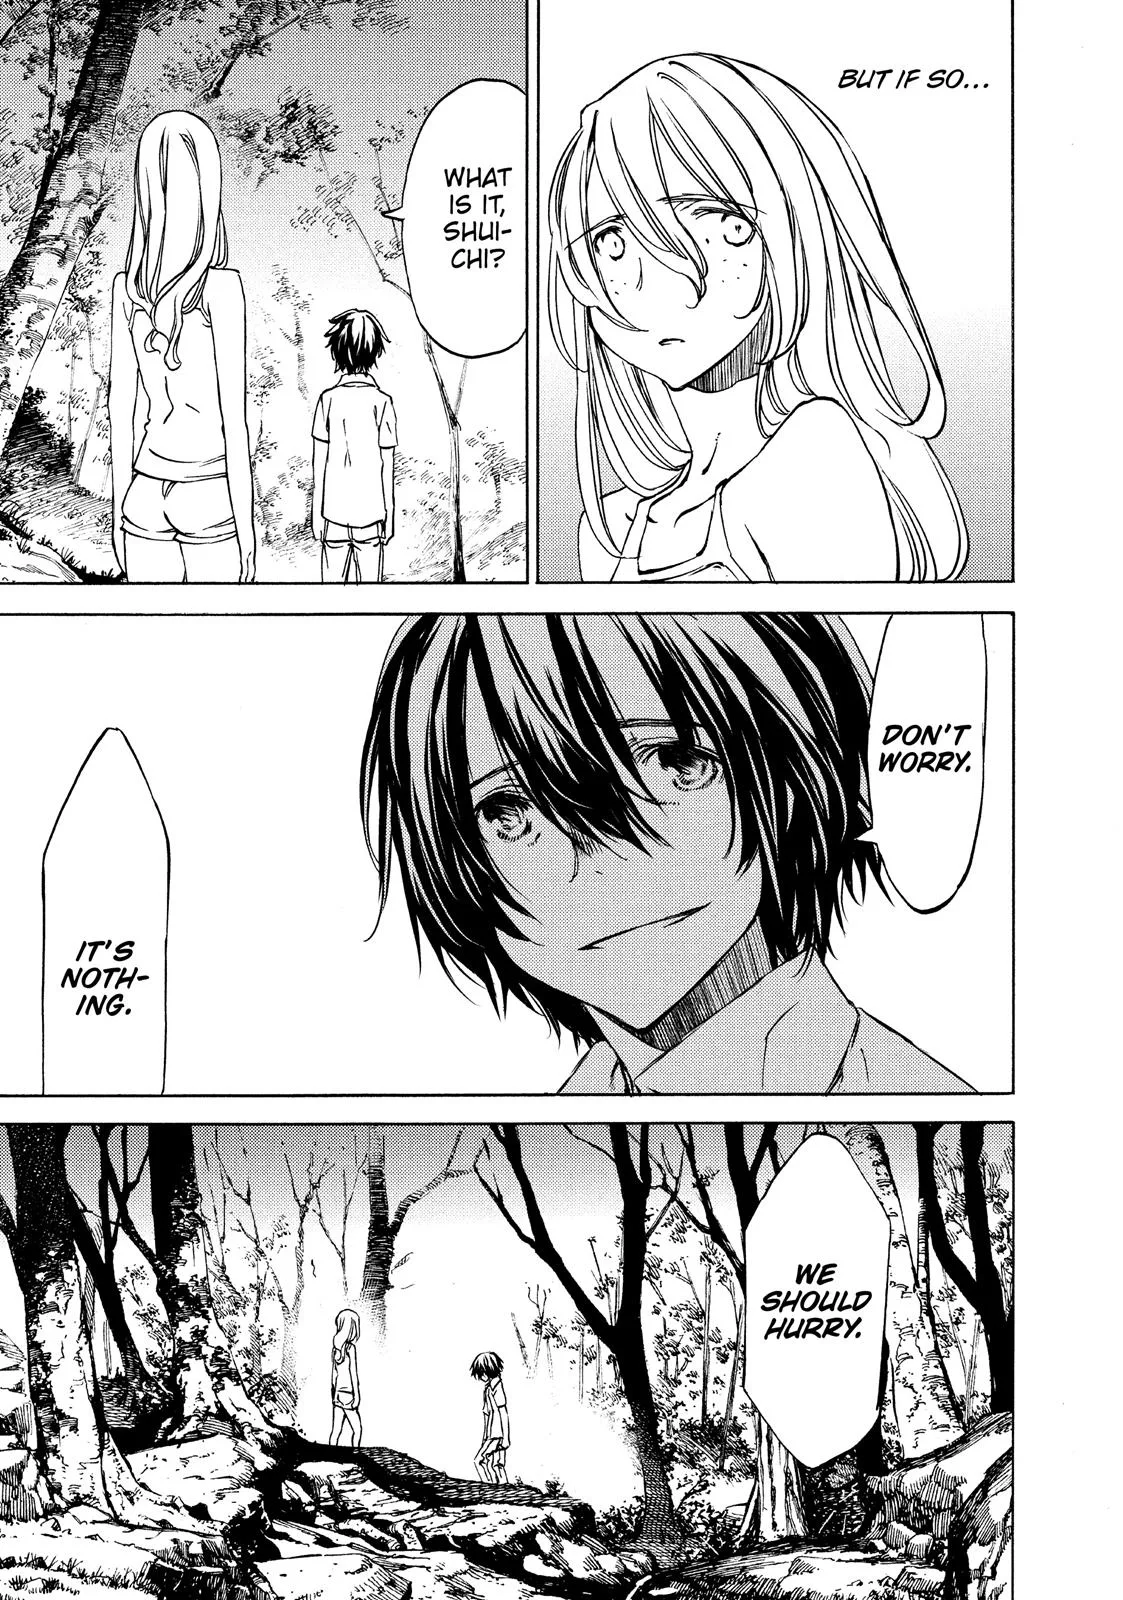 BUT IF SO...
WHAT
IS IT,
SHUI-
CHI?
DON'T
WORRY.
IT'S
NOTH-
ING.
WE
SHOULD
HURRY.